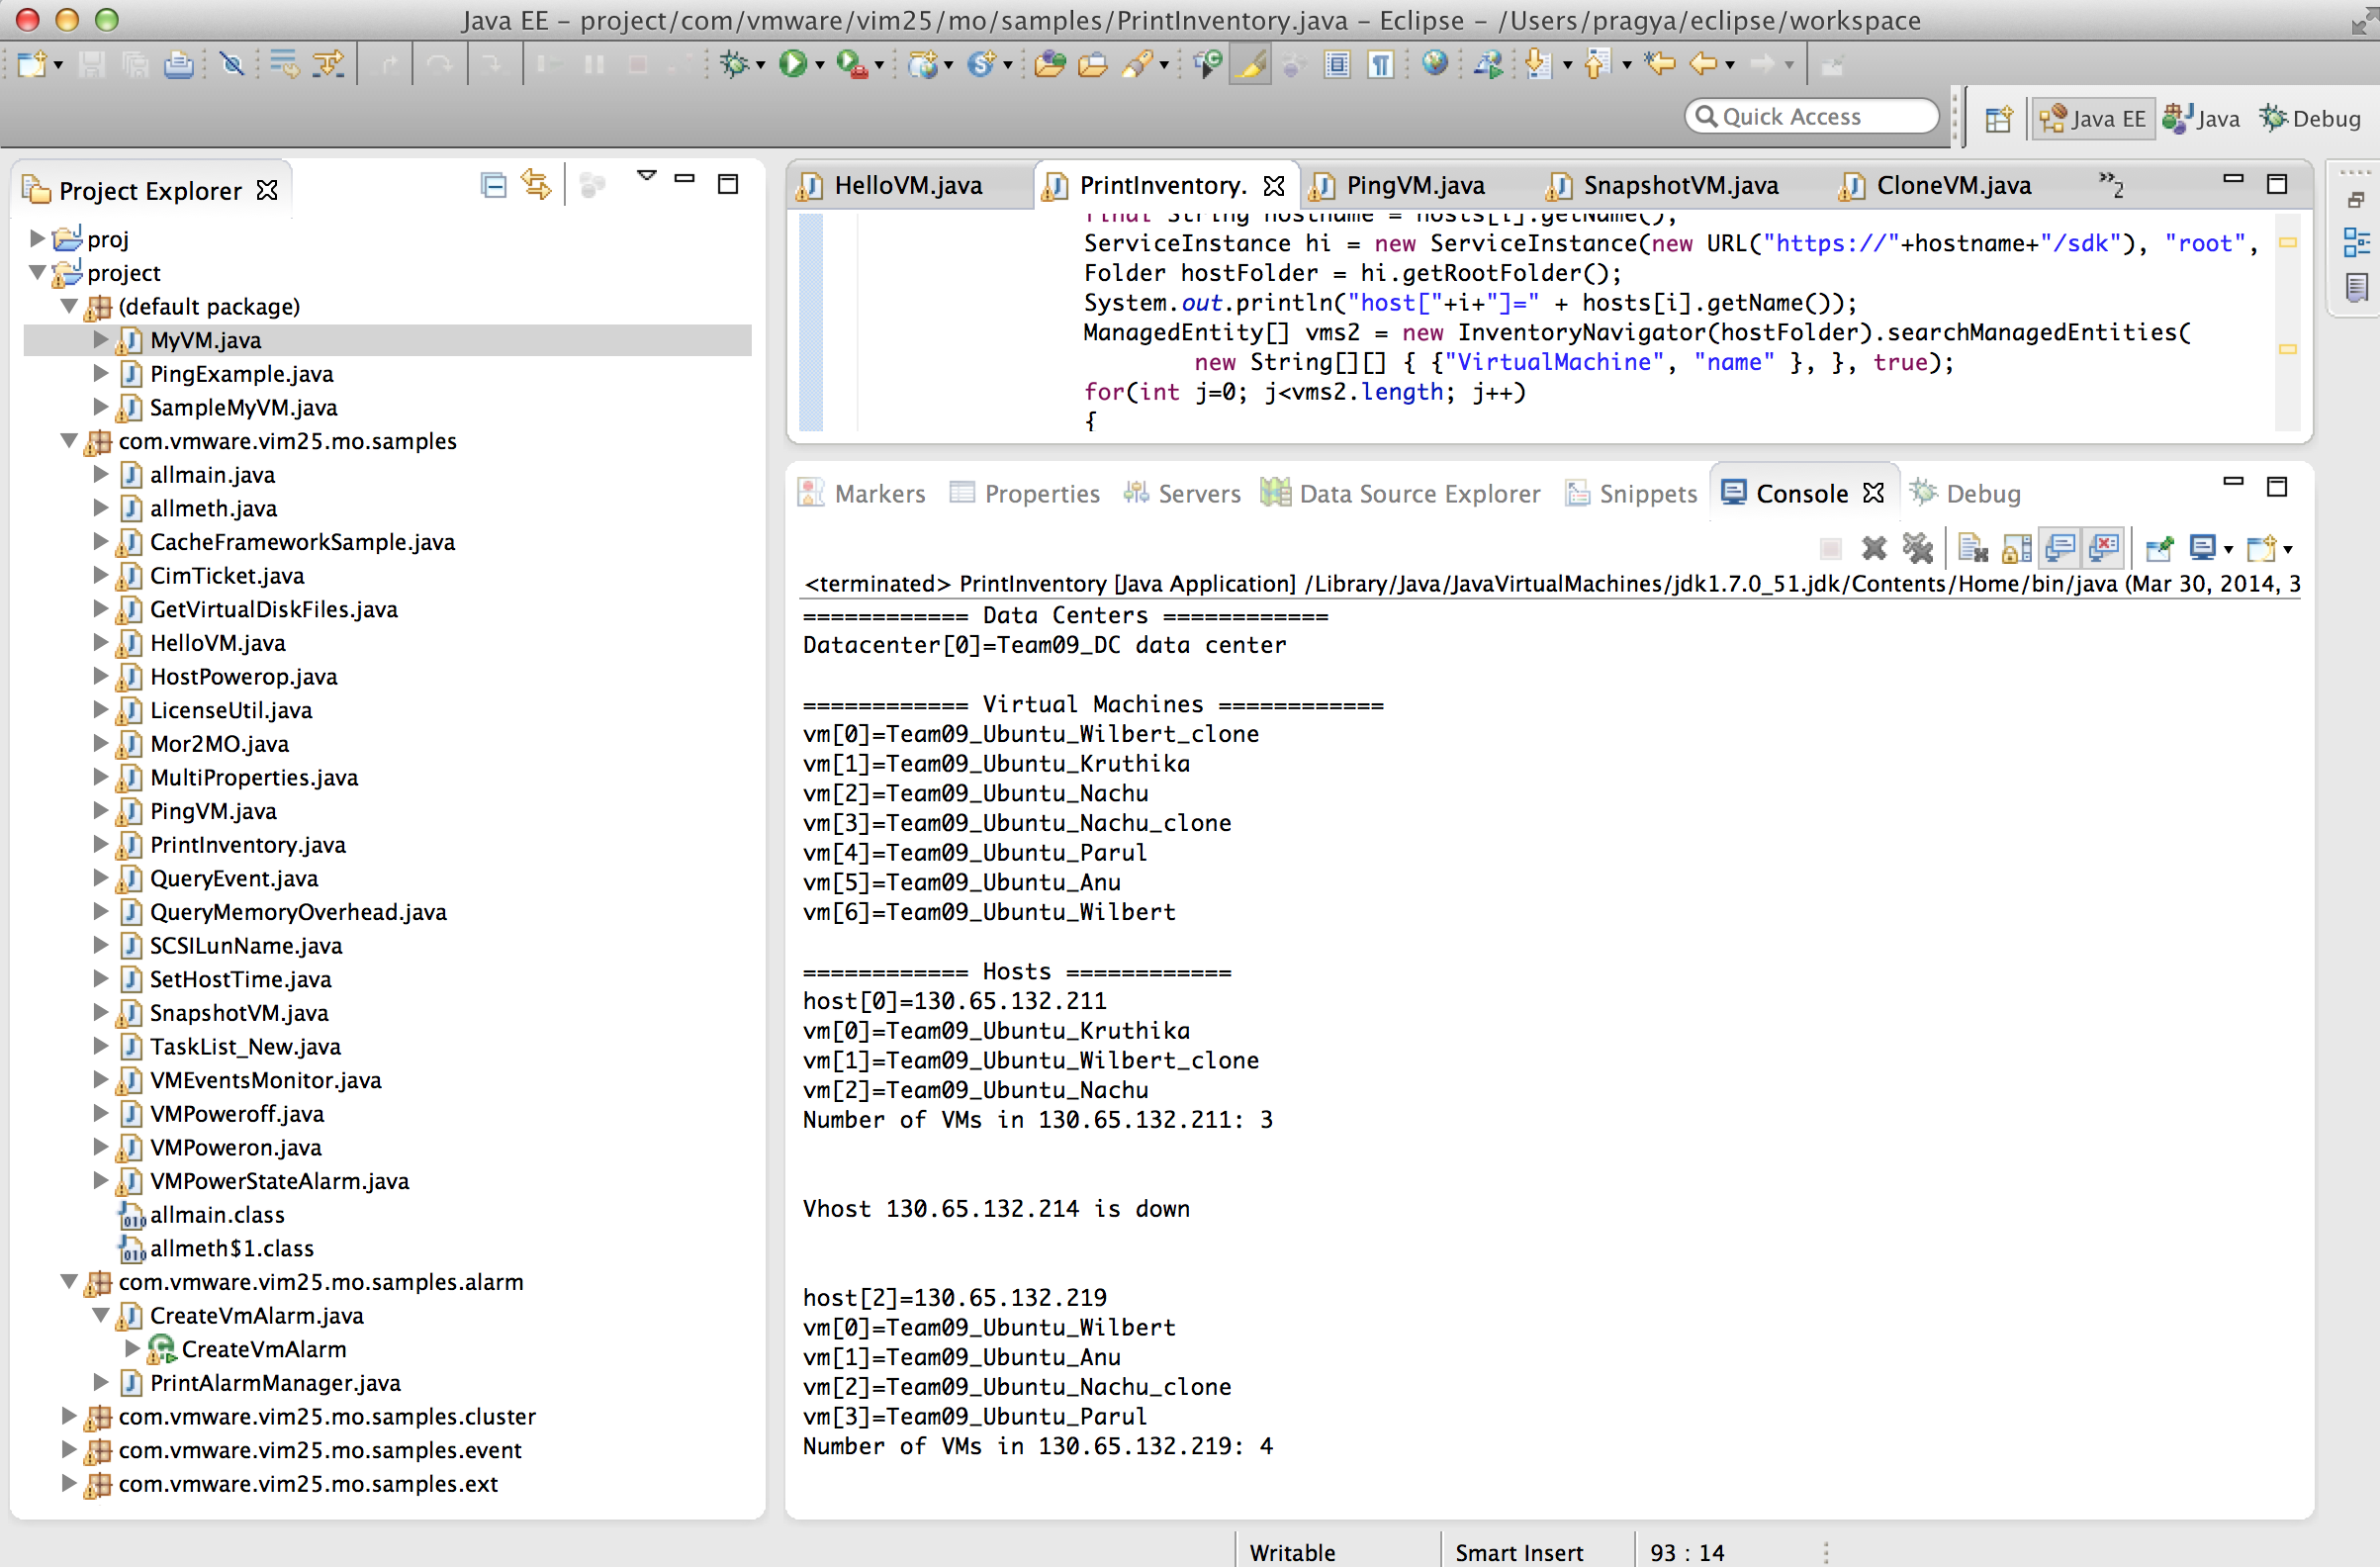 Java EE - project/com/vmware/vim25/mo/samples/PrintInventory.java - Eclipse - /Users/pragya/eclipse/workspace
Quick Access
Java EE
Java
Debug
Project Explorer
proj
project
(default package)
MyVM.java
PingExample.java
SampleMyVM.java
com.vmware.vim25.mo.samples
allmain.java
allmeth.java
CacheFrameworkSample.java
CimTicket.java
GetVirtualDiskFiles.java
HelloVM.java
HostPowerop.java
LicenseUtil.java
Mor2MO.java
MultiProperties.java
PingVM.java
PrintInventory.java
QueryEvent.java
QueryMemoryOverhead.java
SCSILunName.java
SetHostTime.java
SnapshotVM.java
TaskList_New.java
VMEventsMonitor.java
VMPoweroff.java
VMPoweron.java
VMPowerStateAlarm.java
allmain.class
allmeth$1.class
com.vmware.vim25.mo.samples.alarm
CreateVmAlarm.java
CreateVmAlarm
PrintAlarmManager.java
com.vmware.vim25.mo.samples.cluster
com.vmware.vim25.mo.samples.event
com.vmware.vim25.mo.samples.ext
HelloVM.java PrintInventory. PingVM.java SnapshotVM.java CloneVM.java »2
final String hostname = hosts[i].getName();
ServiceInstance hi = new ServiceInstance(new URL("https://"+hostname+"/sdk"), "root",
Folder hostFolder = hi.getRootFolder();
System.out.println("host["+i+"]=" + hosts[i].getName());
ManagedEntity[] vms2 = new InventoryNavigator(hostFolder).searchManagedEntities(
new String[][] { {"VirtualMachine", "name" }, }, true);
for(int j=0; j<vms2.length; j++)
{
Markers Properties Servers Data Source Explorer Snippets Console Debug
<terminated> PrintInventory [Java Application] /Library/Java/JavaVirtualMachines/jdk1.7.0_51.jdk/Contents/Home/bin/java (Mar 30, 2014, 3
============ Data Centers ============
Datacenter[0]=Team09_DC data center
============ Virtual Machines ============
vm[0]=Team09_Ubuntu_Wilbert_clone
vm[1]=Team09_Ubuntu_Kruthika
vm[2]=Team09_Ubuntu_Nachu
vm[3]=Team09_Ubuntu_Nachu_clone
vm[4]=Team09_Ubuntu_Parul
vm[5]=Team09_Ubuntu_Anu
vm[6]=Team09_Ubuntu_Wilbert
============ Hosts ============
host[0]=130.65.132.211
vm[0]=Team09_Ubuntu_Kruthika
vm[1]=Team09_Ubuntu_Wilbert_clone
vm[2]=Team09_Ubuntu_Nachu
Number of VMs in 130.65.132.211: 3
Vhost 130.65.132.214 is down
host[2]=130.65.132.219
vm[0]=Team09_Ubuntu_Wilbert
vm[1]=Team09_Ubuntu_Anu
vm[2]=Team09_Ubuntu_Nachu_clone
vm[3]=Team09_Ubuntu_Parul
Number of VMs in 130.65.132.219: 4
Writable Smart Insert 93 : 14